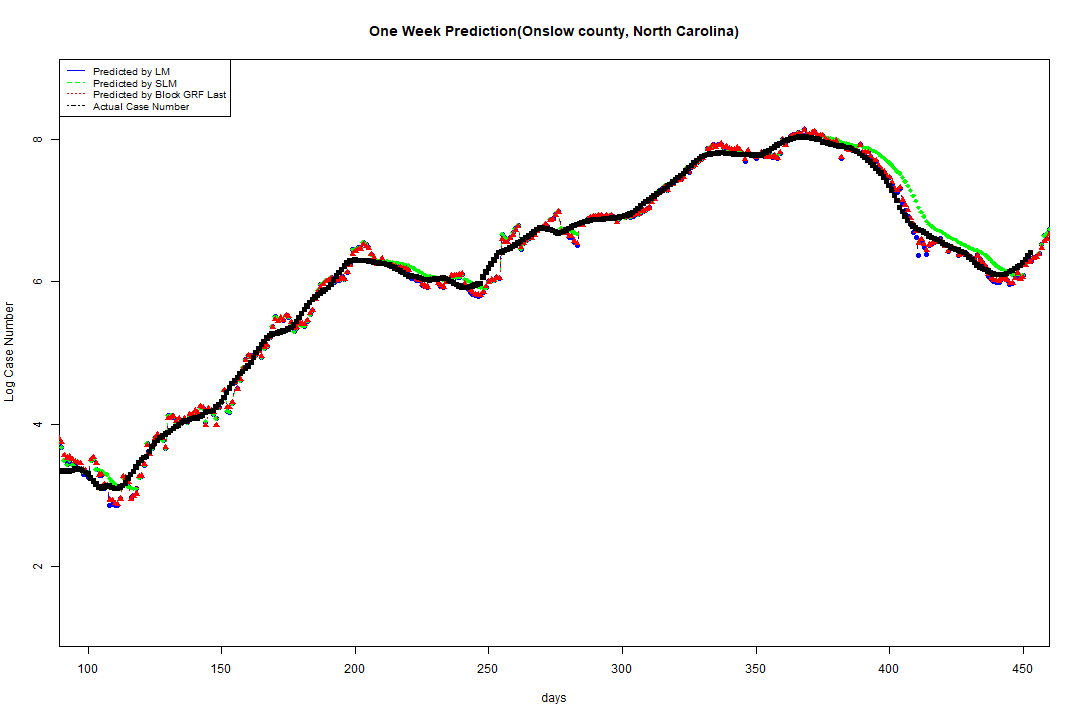 One Week Prediction(Onslow county, North Carolina)
Predicted by LM
Predicted by SLM
Predicted by Block GRF Last
Actual Case Number
8
6
4
2
Log Case Number
100 150 200 250 300 350 400 450
days